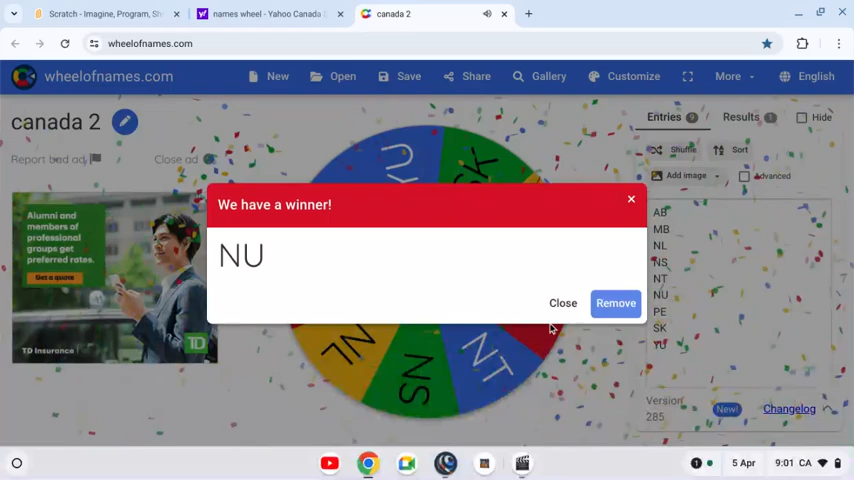 Scratch - Imagine, Program, Sh
names wheel - Yahoo Canada S
canada 2
wheelofnames.com
wheelofnames.com
New
Open
Save
Share
Gallery
Customize
More
English
canada 2
Report bad ad
Close ad
Alumni and
members of
professional
groups get
preferred rates.
Get a quote
TD Insurance
TD
SK
NL
NS
NT
We have a winner!
NU
Close
Remove
Entries 9
Results 1
Hide
Shuffle
Sort
Add image
Advanced
AB
MB
NL
NS
NT
NU
PE
SK
YU
Version
285
New!
Changelog
1
5 Apr
9:01 CA